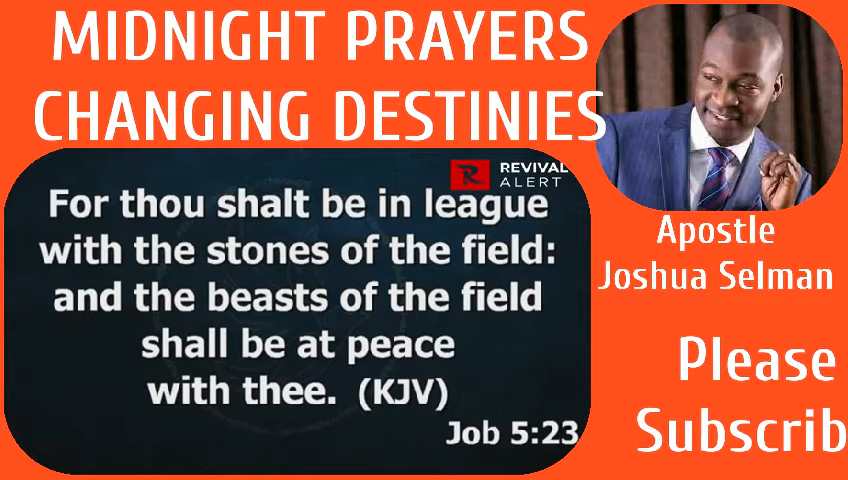 MIDNIGHT PRAYERS
CHANGING DESTINIES
REVIVAL
ALERT
For thou shalt be in league
with the stones of the field:
and the beasts of the field
shall be at peace
with thee. (KJV)
Job 5:23
Apostle
Joshua Selman
Please
Subscrib